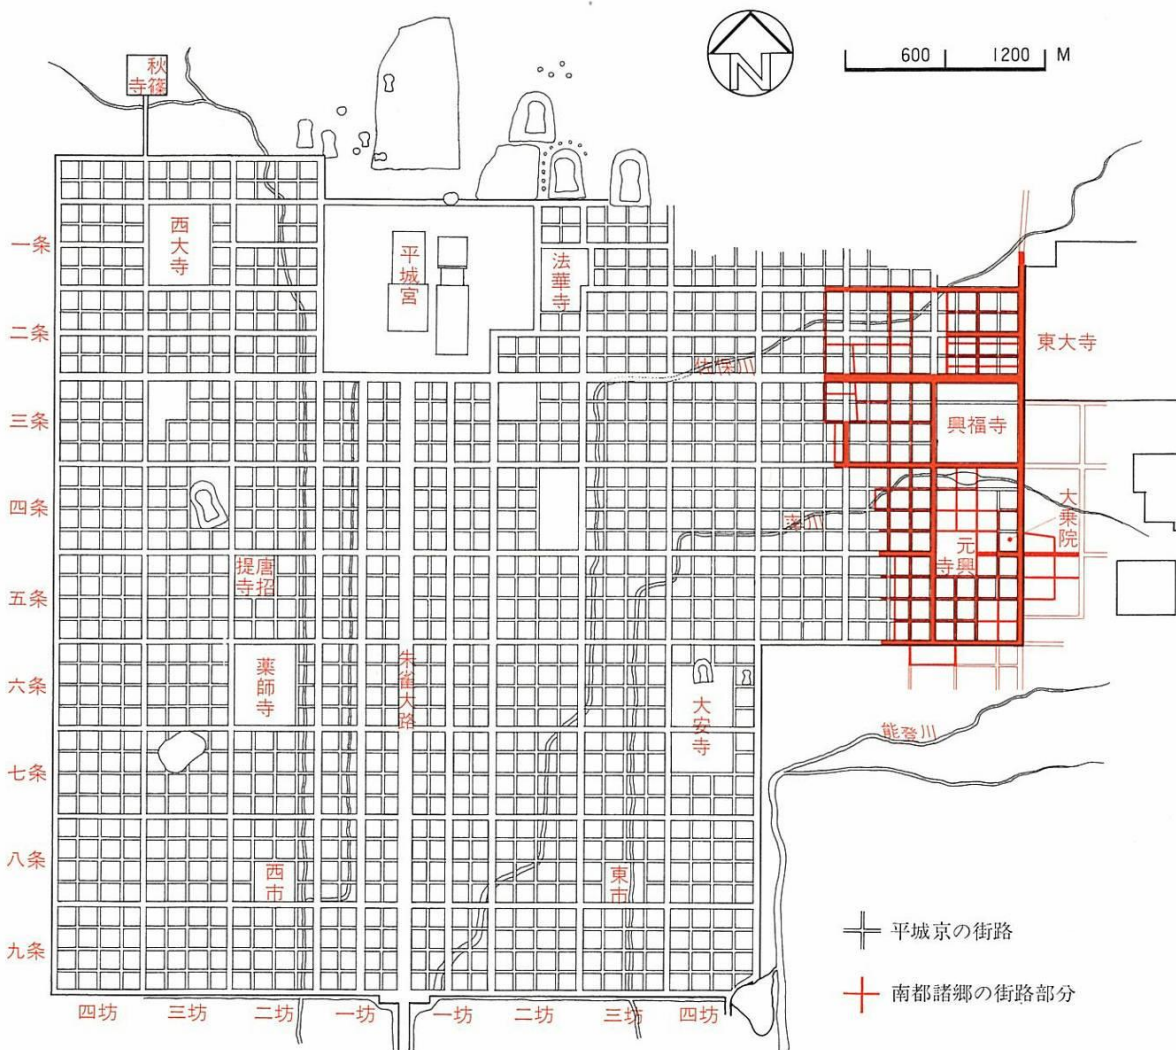 秋篠寺
N
600 1200 M
一条
二条
三条
四条
五条
六条
七条
八条
九条
西大寺
平城宮
法華寺
佐保川
東大寺
興福寺
大乗院
元興寺
唐招提寺
薬師寺
朱雀大路
大安寺
能登川
西市
東市
四坊 三坊 二坊 一坊 一坊 二坊 三坊 四坊
平城京の街路
南都諸郷の街路部分